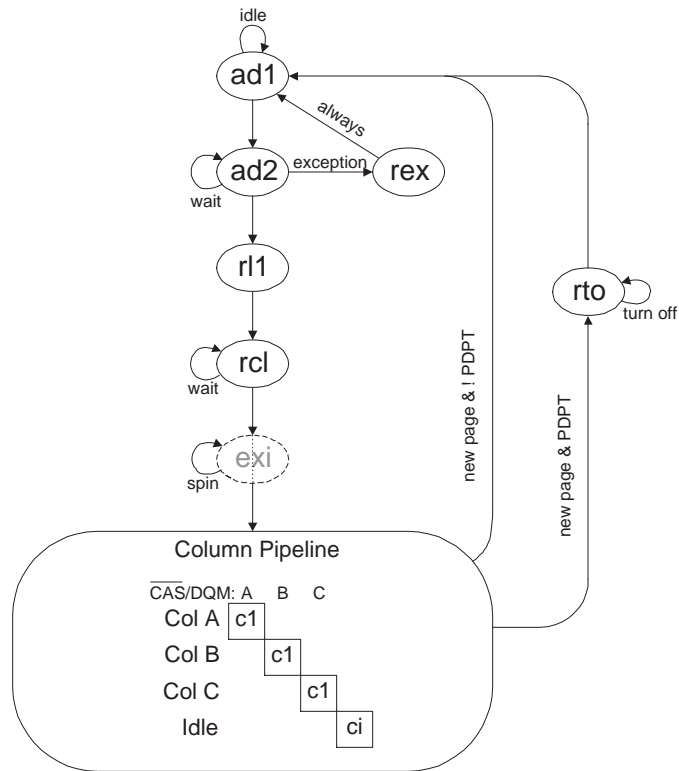 idle
ad1
always
ad2
exception
rex
wait
rl1
rto
turn off
rcl
wait
new page & ! PDPT
new page & PDPT
exi
spin
Column Pipeline
CAS/DQM: A B C
Col A c1
Col B c1
Col C c1
Idle ci